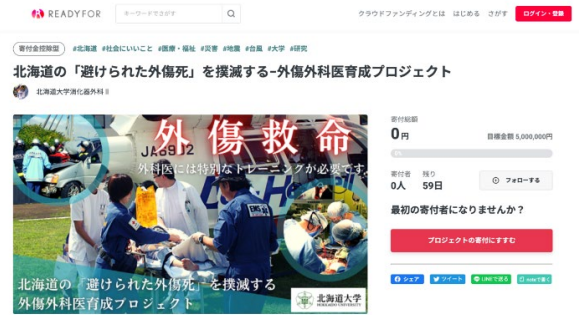 READYFOR
キーワードでさがす
クラウドファンディングとは
はじめる
さがす
ログイン・登録
寄付金控除型
#北海道 #社会にいいこと #医療・福祉 #災害 #地震 #台風 #大学 #研究
北海道の「避けられた外傷死」を撲滅する−外傷外科医育成プロジェクト
北海道大学消化器外科Ⅱ
外傷救命
外科医には特別なトレーニングが必要です
JA6912
北海道の「避けられた外傷死」を撲滅する
外傷外科医育成プロジェクト
北海道大学
HOKKAIDO UNIVERSITY
寄付総額
0円
目標金額 5,000,000円
0%
寄付者
0人
残り
59日
フォローする
最初の寄付者になりませんか？
プロジェクトの寄付にすすむ
シェア
ツイート
LINEで送る
noteで書く